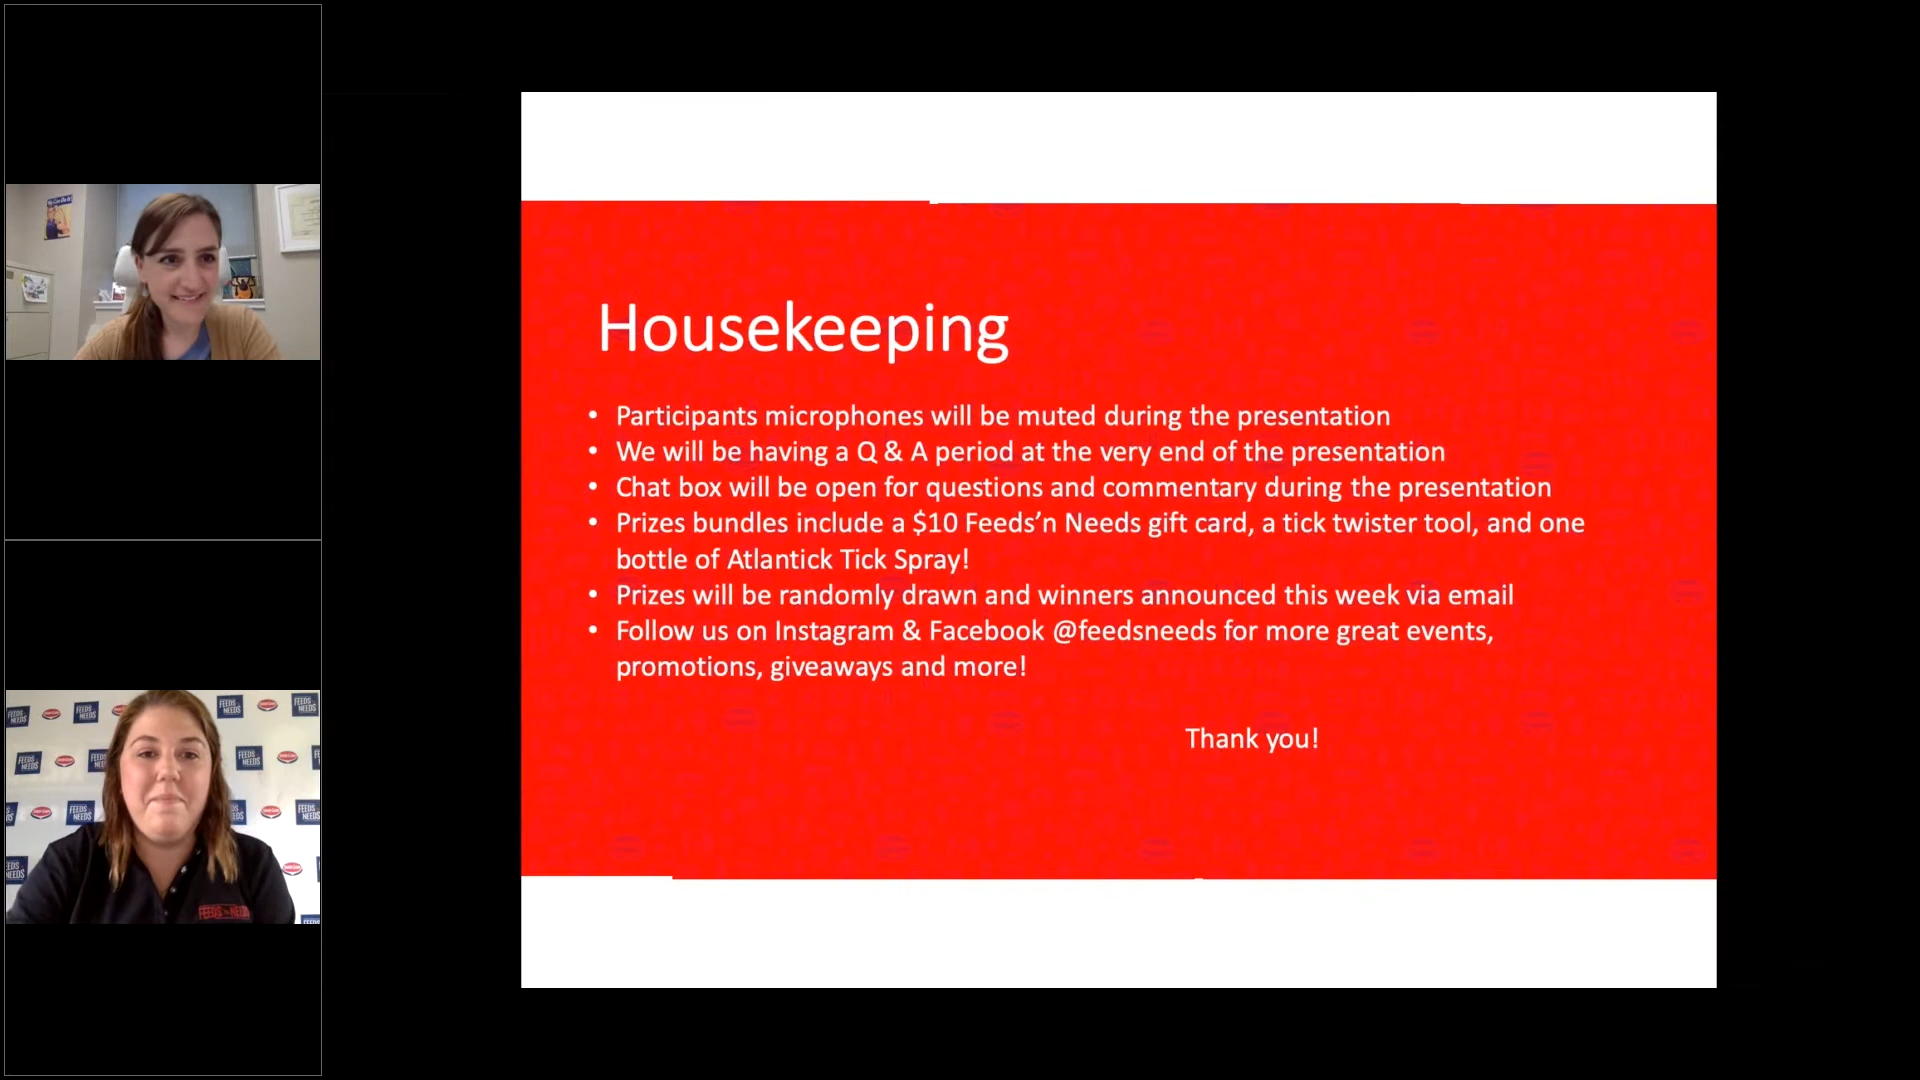 Housekeeping
• Participants microphones will be muted during the presentation
• We will be having a Q & A period at the very end of the presentation
• Chat box will be open for questions and commentary during the presentation
• Prizes bundles include a $10 Feeds’n Needs gift card, a tick twister tool, and one
bottle of Atlantick Tick Spray!
• Prizes will be randomly drawn and winners announced this week via email
• Follow us on Instagram & Facebook @feedsneeds for more great events,
promotions, giveaways and more!
Thank you!
FEEDS NEEDS